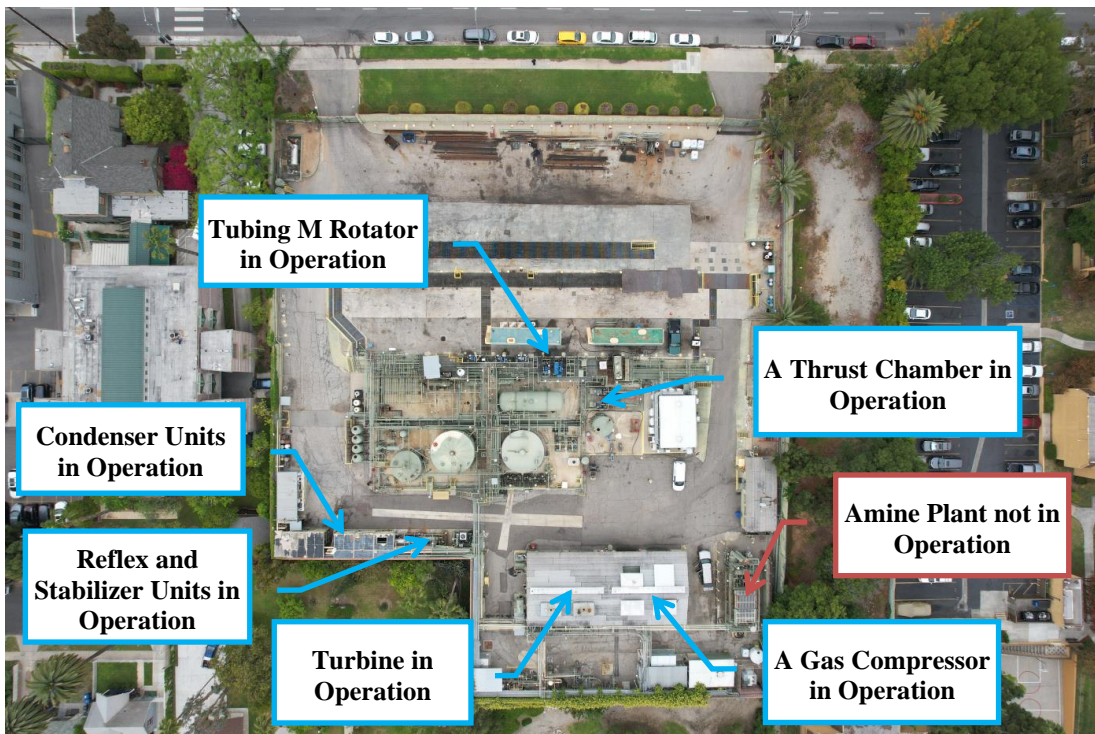 Tubing M Rotator
in Operation
A Thrust Chamber in
Operation
Condenser Units
in Operation
Amine Plant not in
Operation
Reflex and
Stabilizer Units in
Operation
Turbine in
Operation
A Gas Compressor
in Operation